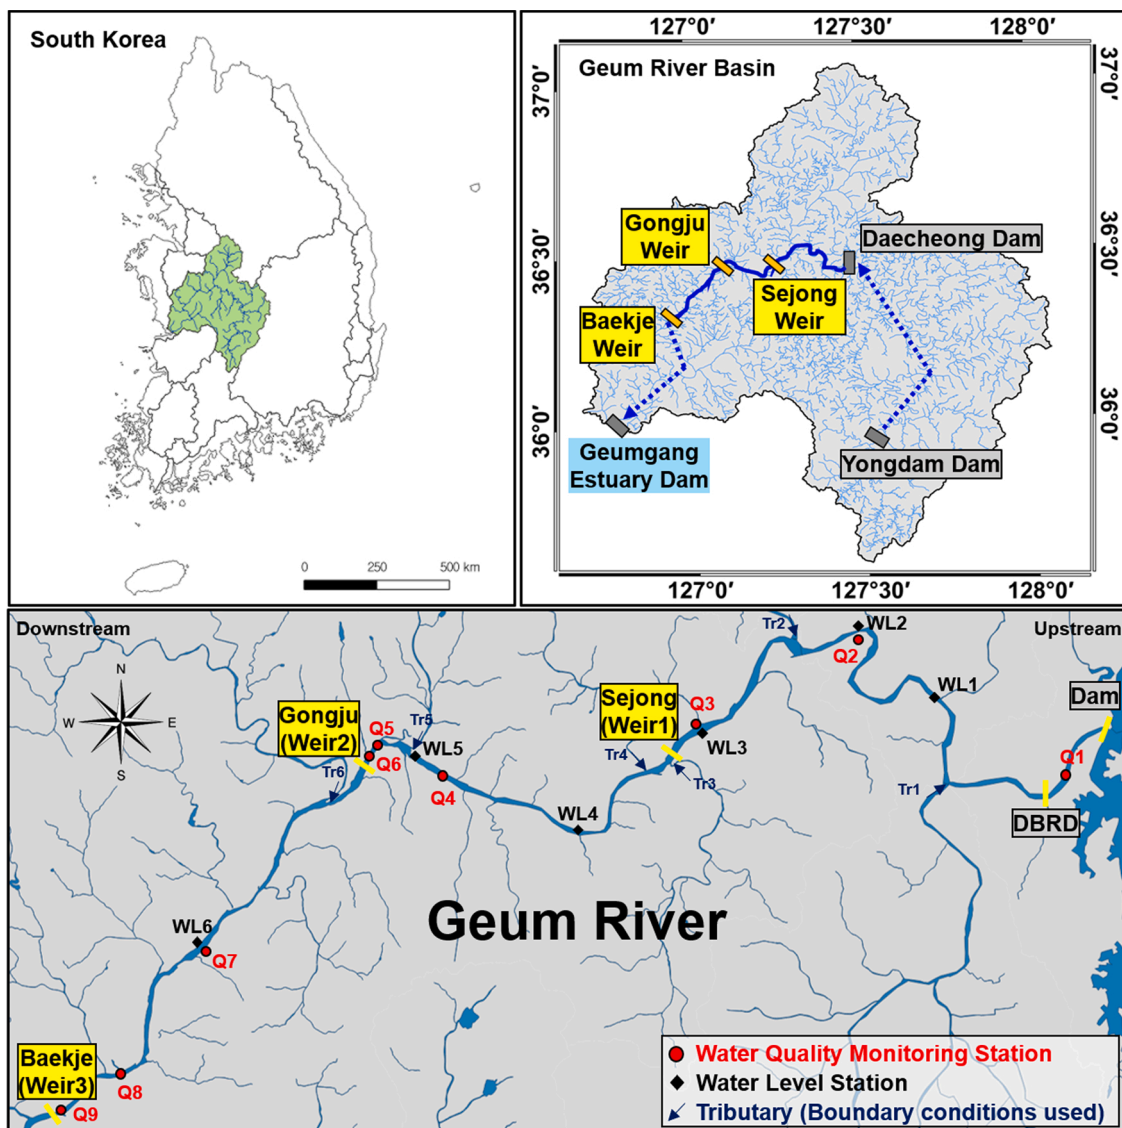 South Korea
0 250 500 km
127°0′ 127°30′ 128°0′
Geum River Basin
37°0′
37°0′
Gongju
Weir
Daecheong Dam
36°30′
36°30′
Sejong
Weir
Baekje
Weir
36°0′
36°0′
Geumgang
Estuary Dam
Yongdam Dam
127°0′ 127°30′ 128°0′
Downstream
Upstream
N
W E
S
Tr2
WL2
Q2
WL1
Dam
Sejong
(Weir1)
Q3
WL3
Gongju
(Weir2)
Q5
Tr5
WL5
Q6
Tr6
Q4
Tr4
Tr3
Tr1
Q1
DBRD
WL4
Geum River
WL6
Q7
Baekje
(Weir3)
Q8
Q9
Water Quality Monitoring Station
Water Level Station
Tributary (Boundary conditions used)